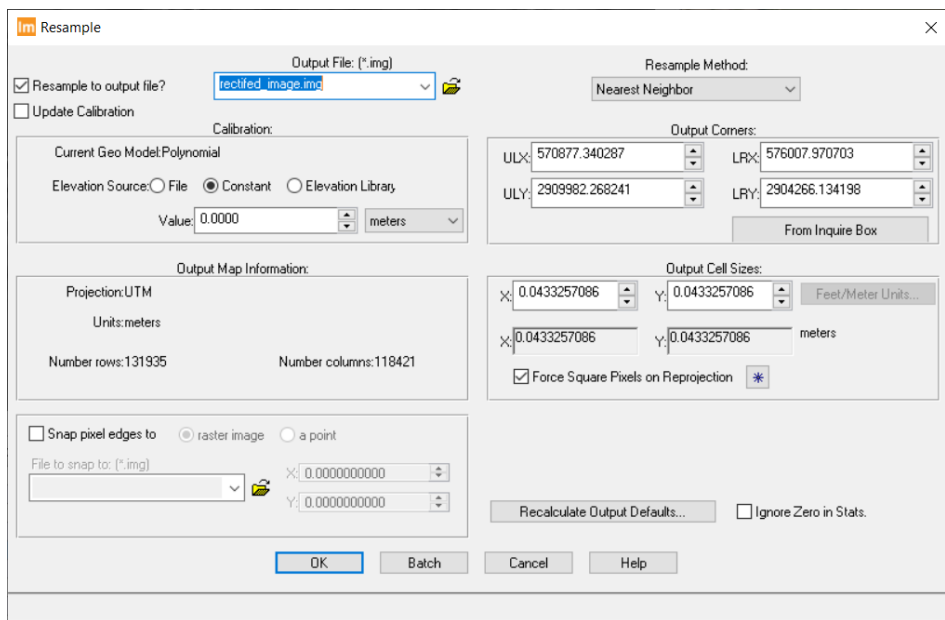 Im Resample
Output File: (*.img)
Resample to output file?
rectifed_image.img
Resample Method:
Nearest Neighbor
Update Calibration
Calibration:
Current Geo Model:Polynomial
Elevation Source: File Constant Elevation Library
Value: 0.0000 meters
Output Corners:
ULX: 570877.340287 LRX: 576007.970703
ULY: 2909982.268241 LRY: 2904266.134198
From Inquire Box
Output Map Information:
Projection:UTM
Units:meters
Number rows:131935 Number columns:118421
Output Cell Sizes:
X: 0.0433257086 Y: 0.0433257086 Feet/Meter Units...
X: 0.0433257086 Y: 0.0433257086 meters
Force Square Pixels on Reprojection
Snap pixel edges to raster image a point
File to snap to: (*.img)
X: 0.0000000000
Y: 0.0000000000
Recalculate Output Defaults... Ignore Zero in Stats.
OK Batch Cancel Help